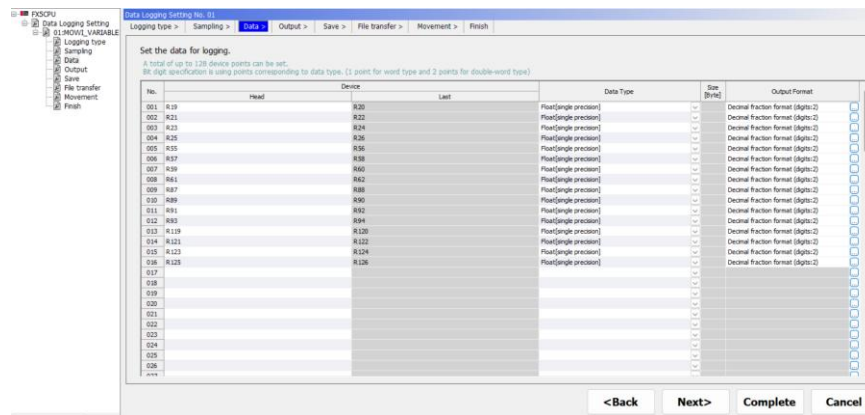 FX5CPU
Data Logging Setting
01:MOWI_VARIABLE
Logging type
Sampling
Data
Output
Save
File transfer
Movement
Finish
Data Logging Setting No. 01
Logging type > Sampling > Data > Output > Save > File transfer > Movement > Finish
Set the data for logging.
A total of up to 128 device points can be set.
Bit digit specification is using points corresponding to data type. (1 point for word type and 2 points for double-word type)
No. Device Data Type Size [Byte] Output Format
Head Last
001 R19 R20 Float[single precision] Decimal fraction format (digits:2)
002 R21 R22 Float[single precision] Decimal fraction format (digits:2)
003 R23 R24 Float[single precision] Decimal fraction format (digits:2)
004 R25 R26 Float[single precision] Decimal fraction format (digits:2)
005 R55 R56 Float[single precision] Decimal fraction format (digits:2)
006 R57 R58 Float[single precision] Decimal fraction format (digits:2)
007 R59 R60 Float[single precision] Decimal fraction format (digits:2)
008 R61 R62 Float[single precision] Decimal fraction format (digits:2)
009 R87 R88 Float[single precision] Decimal fraction format (digits:2)
010 R89 R90 Float[single precision] Decimal fraction format (digits:2)
011 R91 R92 Float[single precision] Decimal fraction format (digits:2)
012 R93 R94 Float[single precision] Decimal fraction format (digits:2)
013 R119 R120 Float[single precision] Decimal fraction format (digits:2)
014 R121 R122 Float[single precision] Decimal fraction format (digits:2)
015 R123 R124 Float[single precision] Decimal fraction format (digits:2)
016 R125 R126 Float[single precision] Decimal fraction format (digits:2)
017
018
019
020
021
022
023
024
025
026
<Back Next> Complete Cancel